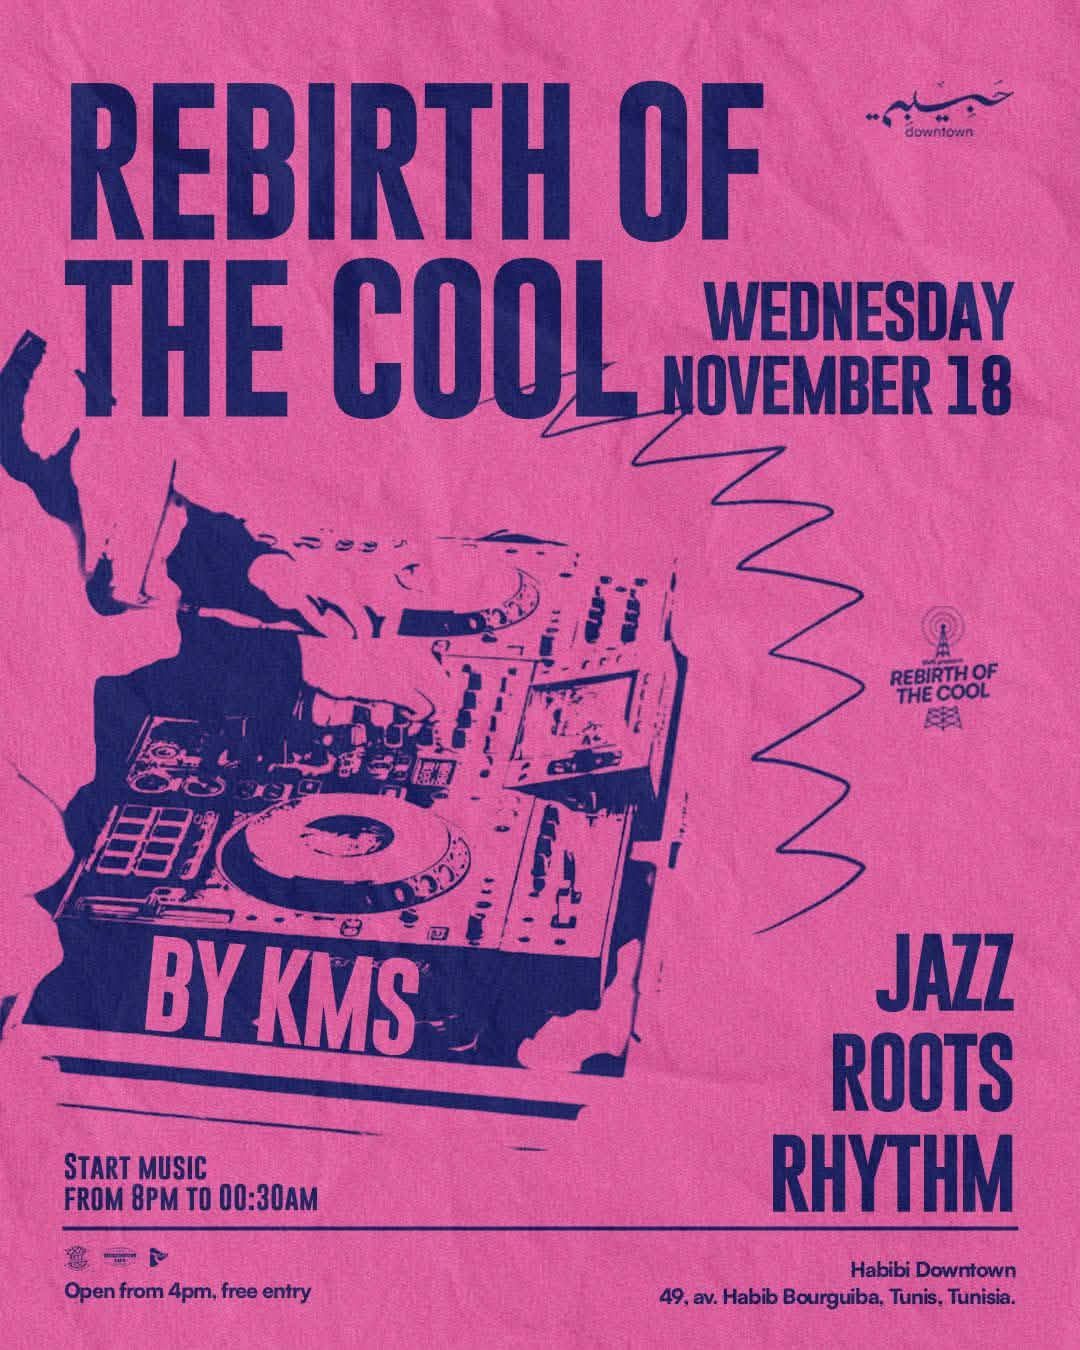 REBIRTH OF
THE COOL
حَبِيبِي
downtown
WEDNESDAY
NOVEMBER 18
REBIRTH OF
THE COOL
BY KMS
JAZZ
ROOTS
RHYTHM
START MUSIC
FROM 8PM TO 00:30AM
Open from 4pm, free entry
Habibi Downtown
49, av. Habib Bourguiba, Tunis, Tunisia.